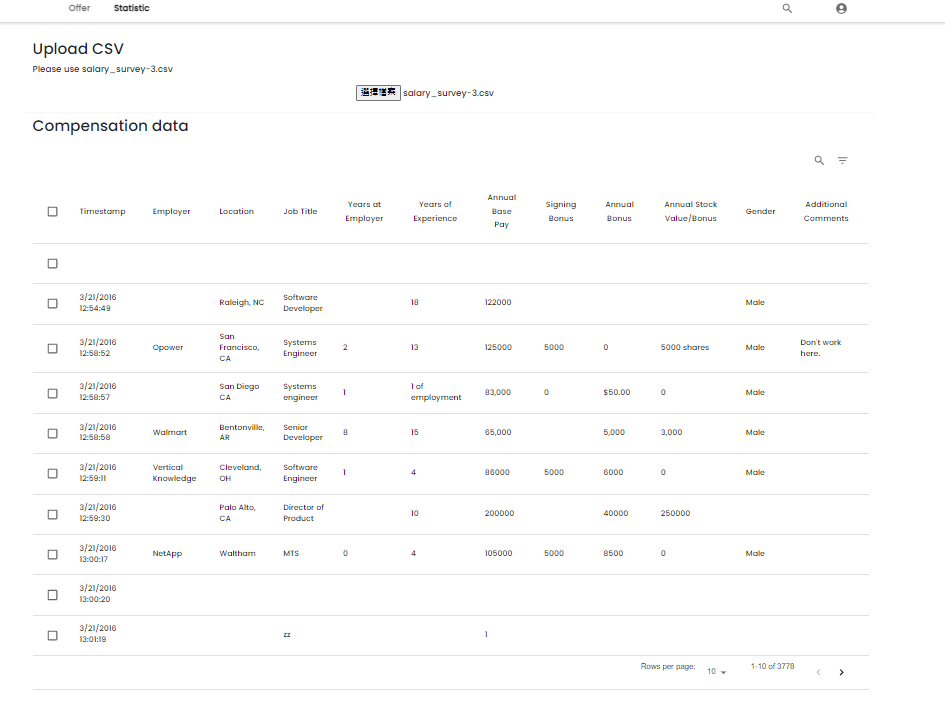 Offer Statistic
Upload CSV
Please use salary_survey-3.csv
選擇檔案 salary_survey-3.csv
Compensation data
Timestamp Employer Location Job Title Years at Employer Years of Experience Annual Base Pay Signing Bonus Annual Bonus Annual Stock Value/Bonus Gender Additional Comments
3/21/2016 12:54:49 Raleigh, NC Software Developer 18 122000 Male
3/21/2016 12:58:52 Opower San Francisco, CA Systems Engineer 2 13 125000 5000 0 5000 shares Male Don't work here.
3/21/2016 12:58:57 San Diego CA Systems engineer 1 1 of employment 83,000 0 $50.00 0 Male
3/21/2016 12:58:58 Walmart Bentonville, AR Senior Developer 8 15 65,000 5,000 3,000 Male
3/21/2016 12:59:11 Vertical Knowledge Cleveland, OH Software Engineer 1 4 86000 5000 6000 0 Male
3/21/2016 12:59:30 Palo Alto, CA Director of Product 10 200000 40000 250000
3/21/2016 13:00:17 NetApp Waltham MTS 0 4 105000 5000 8500 0 Male
3/21/2016 13:00:20
3/21/2016 13:01:19 zz 1
Rows per page: 10 1-10 of 3778